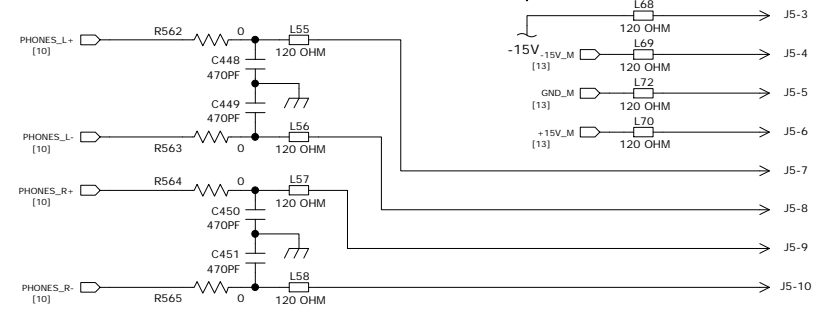 L68
J5-3
120 OHM
-15V
L69
-15V_M
J5-4
[13]
120 OHM
L72
GND_M
J5-5
[13]
120 OHM
L70
+15V_M
J5-6
[13]
120 OHM
R562
0
L55
PHONES_L+
[10]
120 OHM
C448
470PF
C449
470PF
L56
PHONES_L-
[10]
R563
0
120 OHM
J5-7
R564
0
L57
PHONES_R+
[10]
120 OHM
J5-8
C450
470PF
J5-9
C451
470PF
L58
PHONES_R-
[10]
R565
0
120 OHM
J5-10